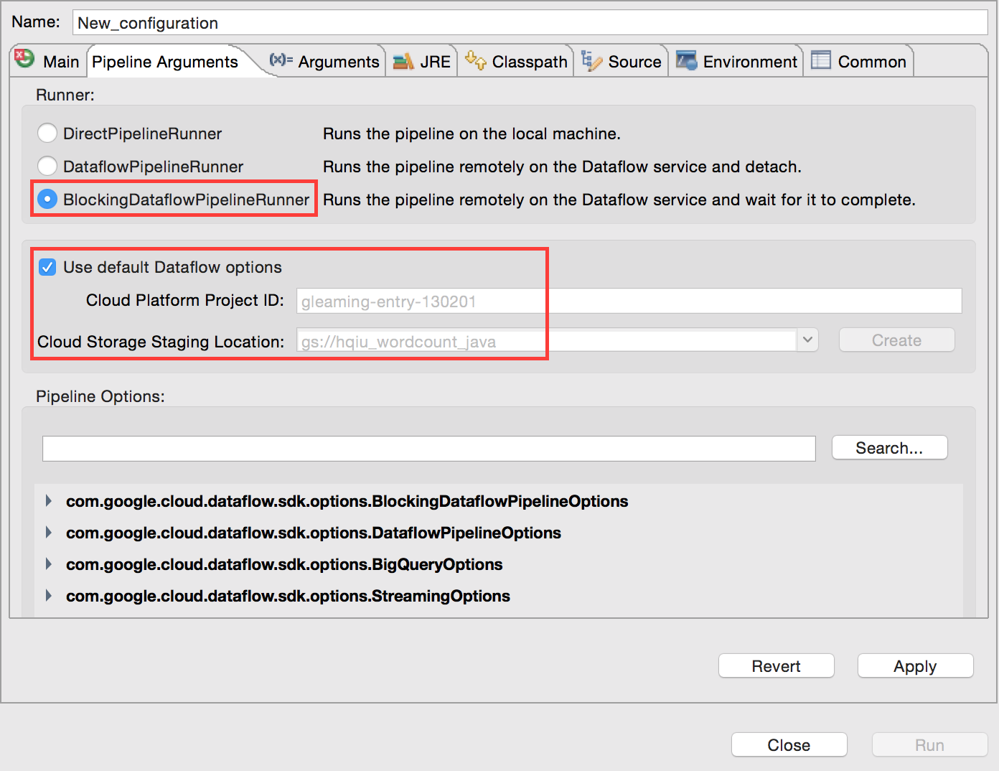 Name: New_configuration
Main Pipeline Arguments (x)= Arguments JRE Classpath Source Environment Common
Runner:
DirectPipelineRunner Runs the pipeline on the local machine.
DataflowPipelineRunner Runs the pipeline remotely on the Dataflow service and detach.
BlockingDataflowPipelineRunner Runs the pipeline remotely on the Dataflow service and wait for it to complete.
Use default Dataflow options
Cloud Platform Project ID: gleaming-entry-130201
Cloud Storage Staging Location: gs://hqiu_wordcount_java Create
Pipeline Options:
Search...
com.google.cloud.dataflow.sdk.options.BlockingDataflowPipelineOptions
com.google.cloud.dataflow.sdk.options.DataflowPipelineOptions
com.google.cloud.dataflow.sdk.options.BigQueryOptions
com.google.cloud.dataflow.sdk.options.StreamingOptions
Revert Apply
Close Run